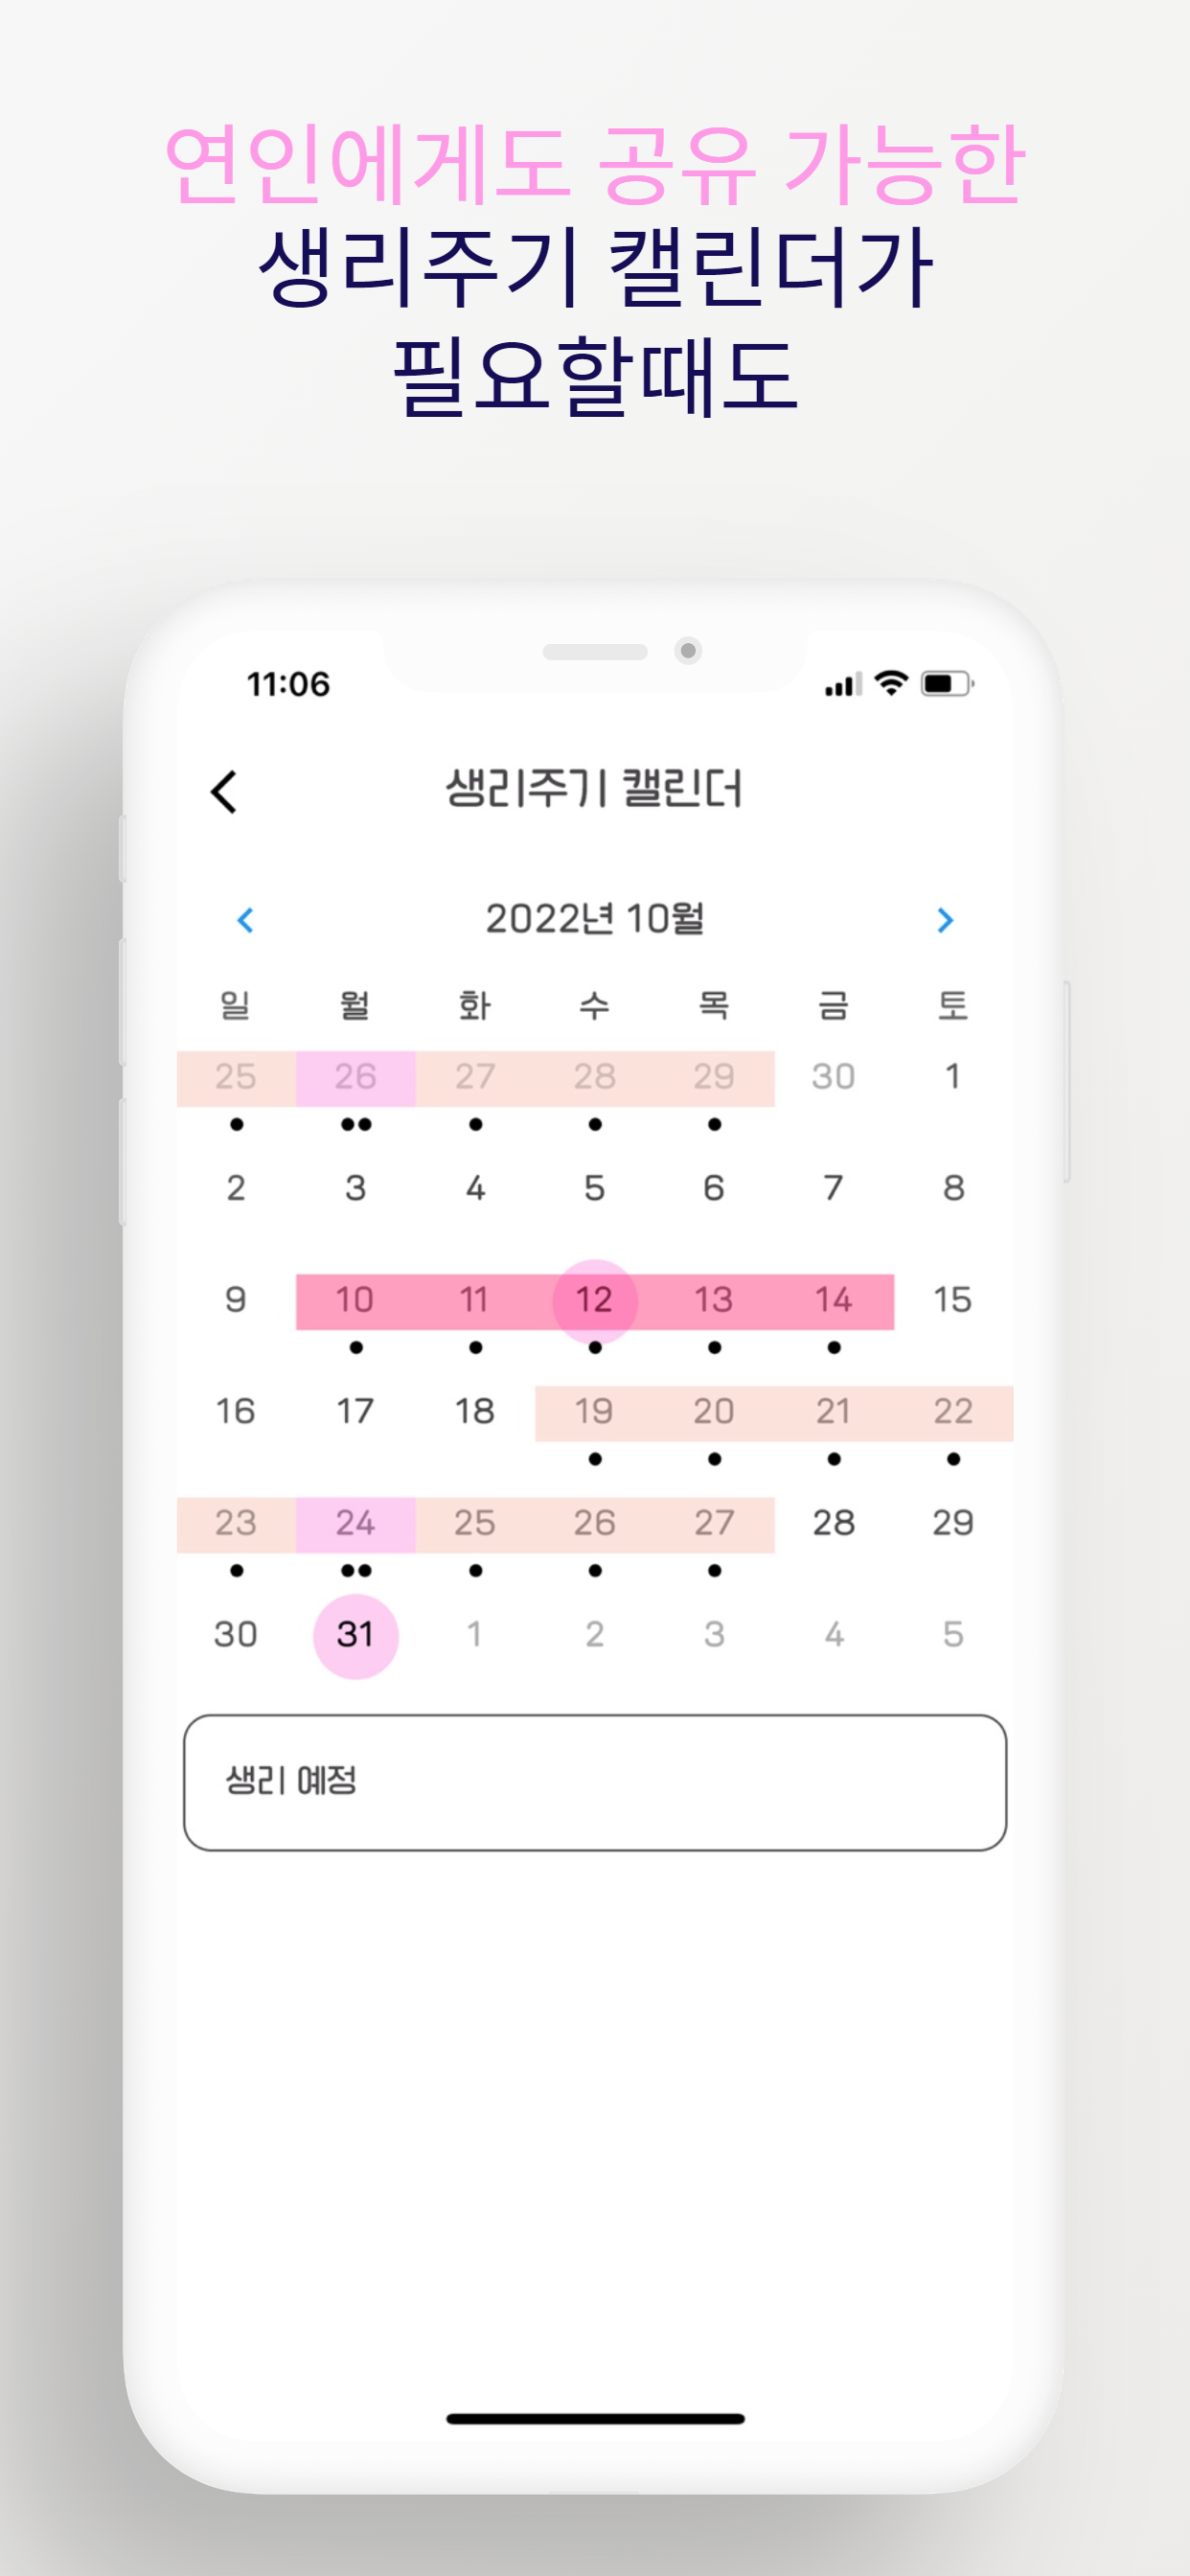 연인에게도 공유 가능한
생리주기 캘린더가
필요할때도
11:06
생리주기 캘린더
2022년 10월
일 월 화 수 목 금 토
25 26 27 28 29 30 1
2 3 4 5 6 7 8
9 10 11 12 13 14 15
16 17 18 19 20 21 22
23 24 25 26 27 28 29
30 31 1 2 3 4 5
생리 예정